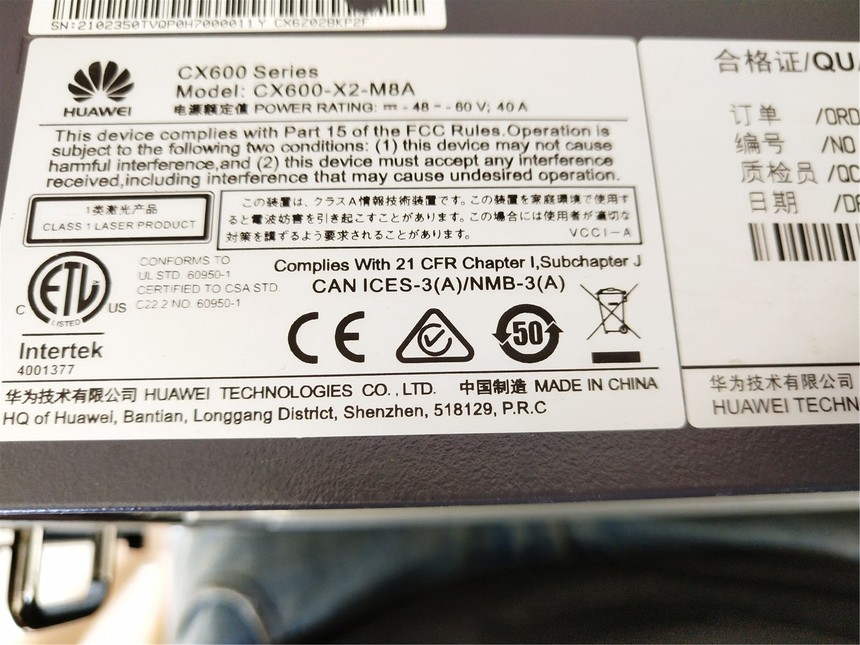 SN:2102350TVQP0H7000011 Y CX6Z02BKP2F
HUAWEI
CX600 Series
Model: CX600-X2-M8A
电源额定值 POWER RATING: ⎓ - 48 - - 60 V; 40 A
This device complies with Part 15 of the FCC Rules.Operation is
subject to the following two conditions: (1) this device may not cause
harmful interference,and (2) this device must accept any interference
received,including interference that may cause undesired operation.
1类激光产品
CLASS 1 LASER PRODUCT
この装置は、クラスA情報技術装置です。この装置を家庭環境で使用す
ると電波妨害を引き起こすことがあります。この場合には使用者が適切な
対策を講ずるよう要求されることがあります。 VCCI-A
C ETL US
LISTED
CONFORMS TO
UL STD. 60950-1
CERTIFIED TO CSA STD.
C22.2 NO. 60950-1
Intertek
4001377
Complies With 21 CFR Chapter I,Subchapter J
CAN ICES-3(A)/NMB-3(A)
CE
50
华为技术有限公司 HUAWEI TECHNOLOGIES CO., LTD. 中国制造 MADE IN CHINA
HQ of Huawei, Bantian, Longgang District, Shenzhen, 518129, P.R.C
合格证/QUA
订单 /ORD
编号 /NO
质检员 /QC
日期 /DA
华为技术有限公司
HUAWEI TECHN